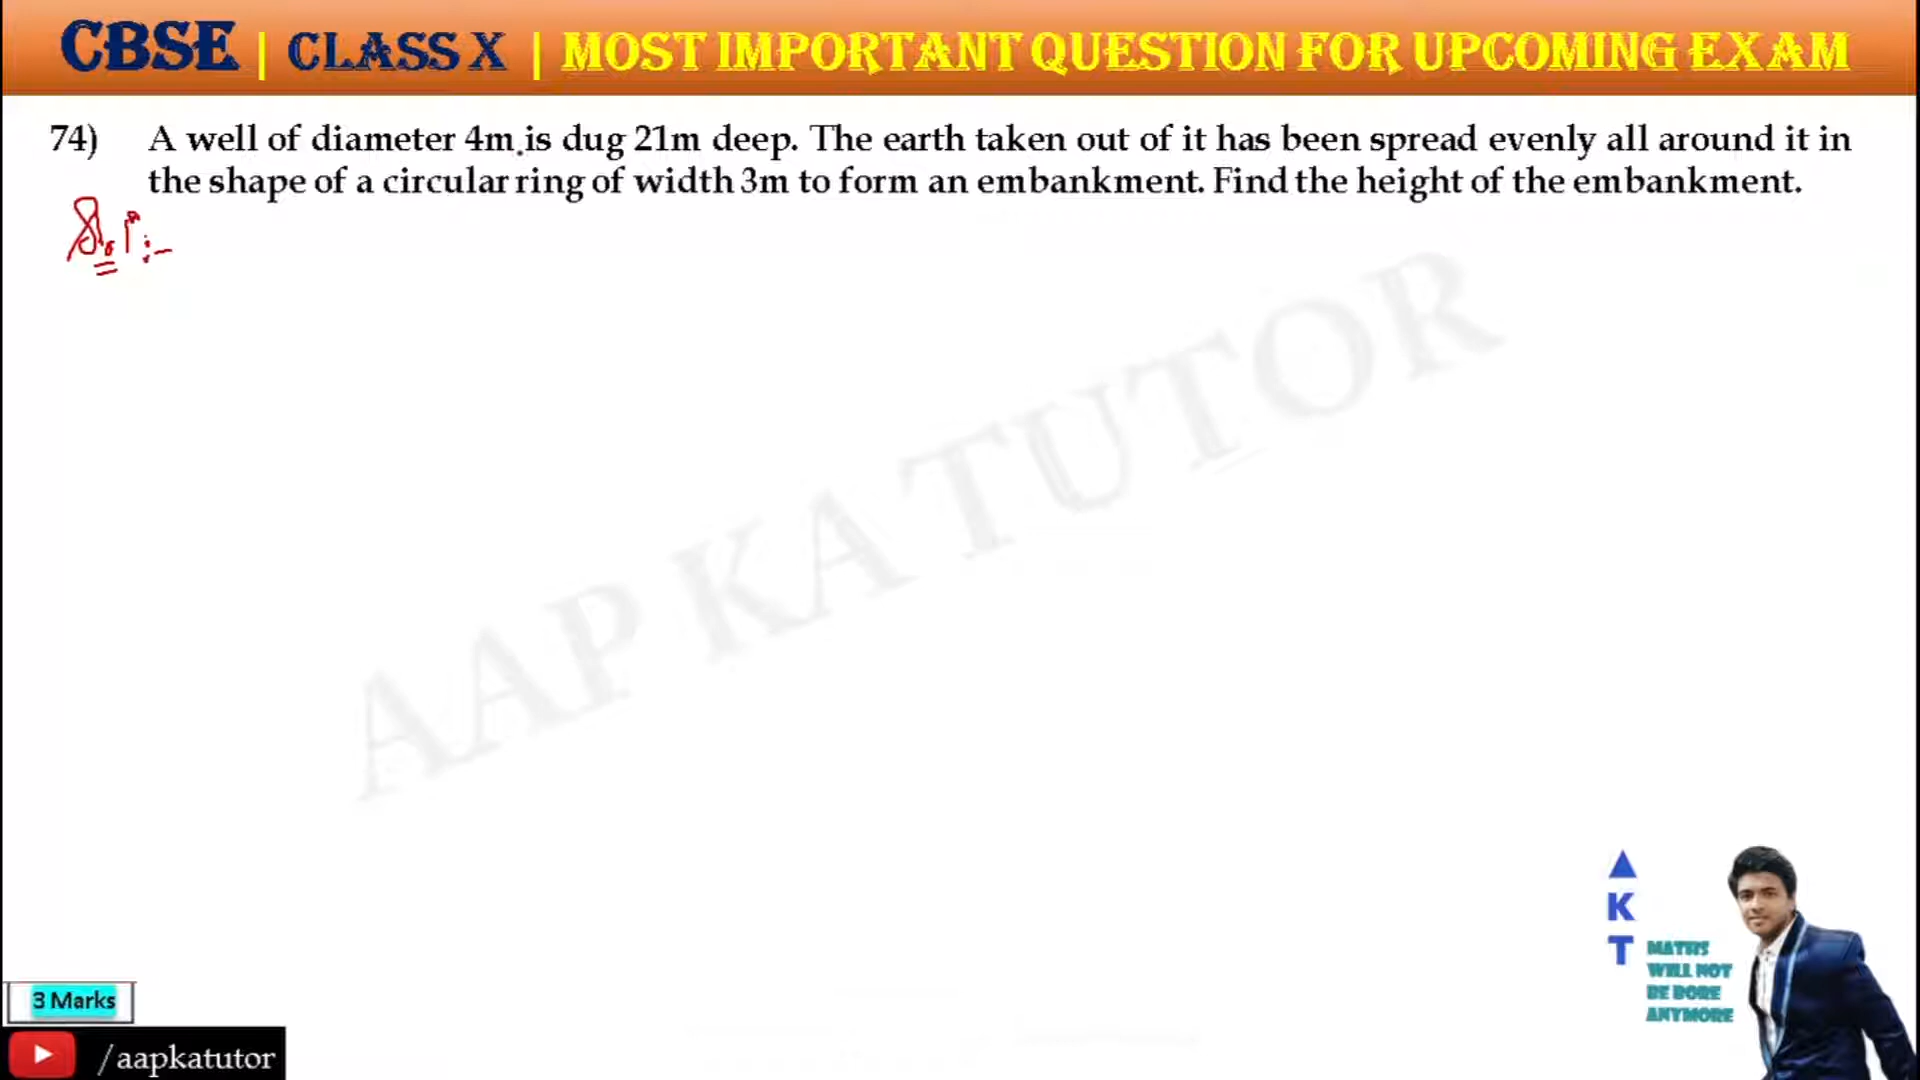 CBSE | CLASS X | MOST IMPORTANT QUESTION FOR UPCOMING EXAM
74) A well of diameter 4m is dug 21m deep. The earth taken out of it has been spread evenly all around it in
the shape of a circular ring of width 3m to form an embankment. Find the height of the embankment.
Solⁿ:-
AAPKATUTOR
A
K
T
MATHS
WILL NOT
BE BORE
ANYMORE
3 Marks
/aapkatutor